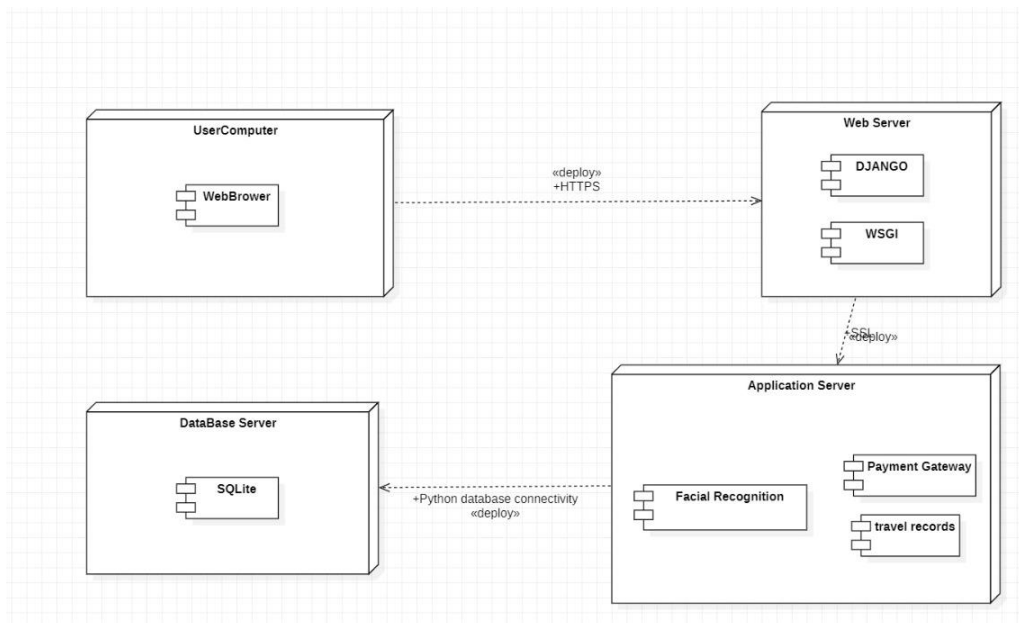 UserComputer
WebBrower
«deploy»
+HTTPS
Web Server
DJANGO
WSGI
+SSL
«deploy»
DataBase Server
SQLite
+Python database connectivity
«deploy»
Application Server
Facial Recognition
Payment Gateway
travel records